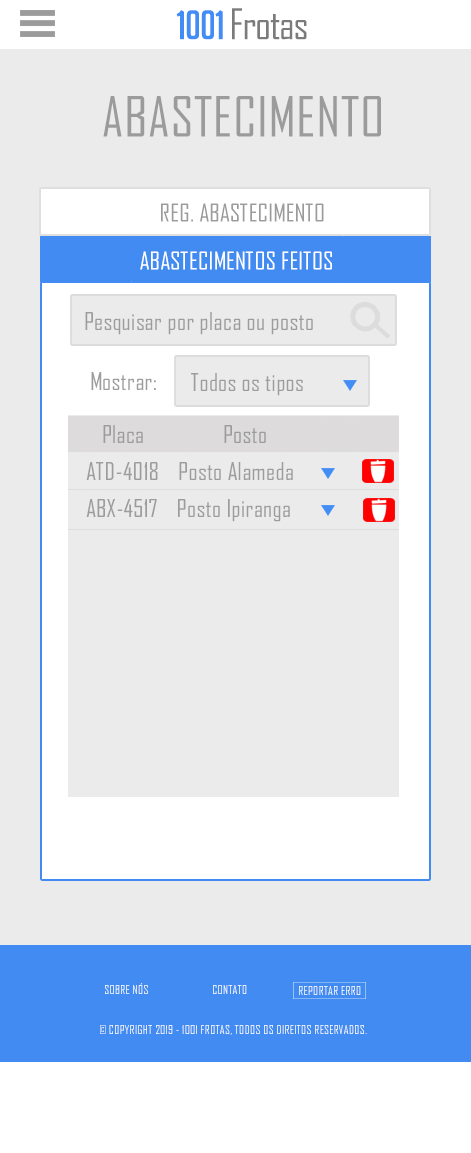 1001 Frotas
ABASTECIMENTO
REG. ABASTECIMENTO
ABASTECIMENTOS FEITOS
Pesquisar por placa ou posto
Mostrar: Todos os tipos
Placa Posto
ATD-4018 Posto Alameda
ABX-4517 Posto Ipiranga
SOBRE NÓS CONTATO REPORTAR ERRO
© COPYRIGHT 2019 - 1001 FROTAS, TODOS OS DIREITOS RESERVADOS.